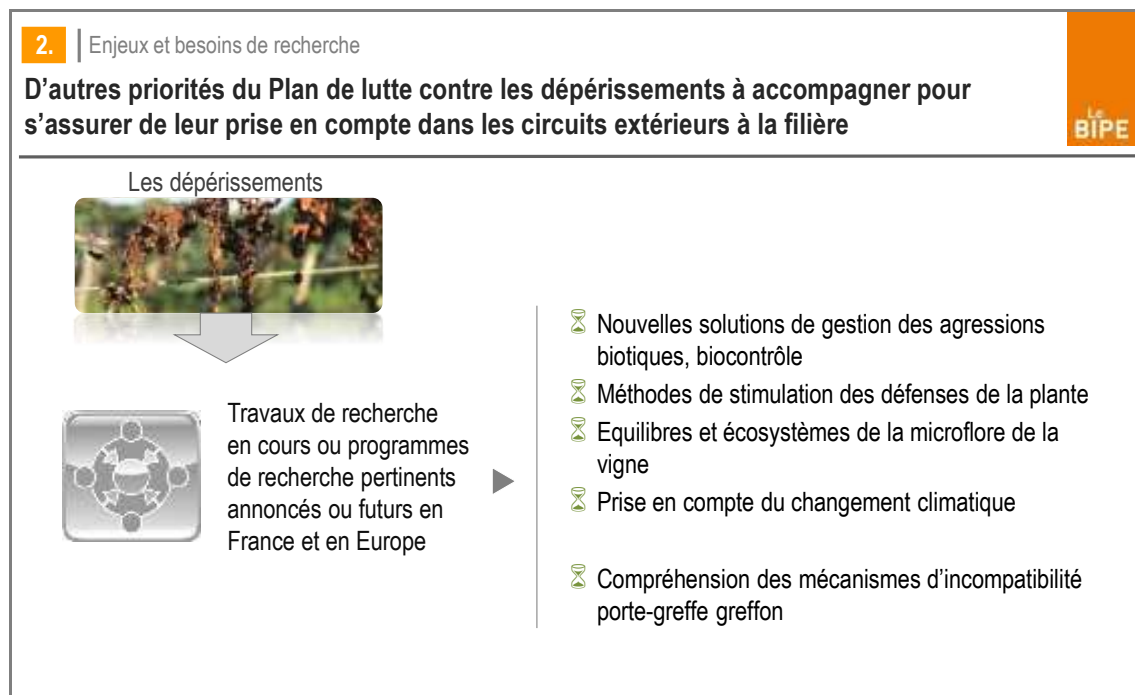 2.
Enjeux et besoins de recherche
D’autres priorités du Plan de lutte contre les dépérissements à accompagner pour
s’assurer de leur prise en compte dans les circuits extérieurs à la filière
Le
BIPE
Les dépérissements
Travaux de recherche
en cours ou programmes
de recherche pertinents
annoncés ou futurs en
France et en Europe
Nouvelles solutions de gestion des agressions
biotiques, biocontrôle
Méthodes de stimulation des défenses de la plante
Equilibres et écosystèmes de la microflore de la
vigne
Prise en compte du changement climatique
Compréhension des mécanismes d’incompatibilité
porte-greffe greffon